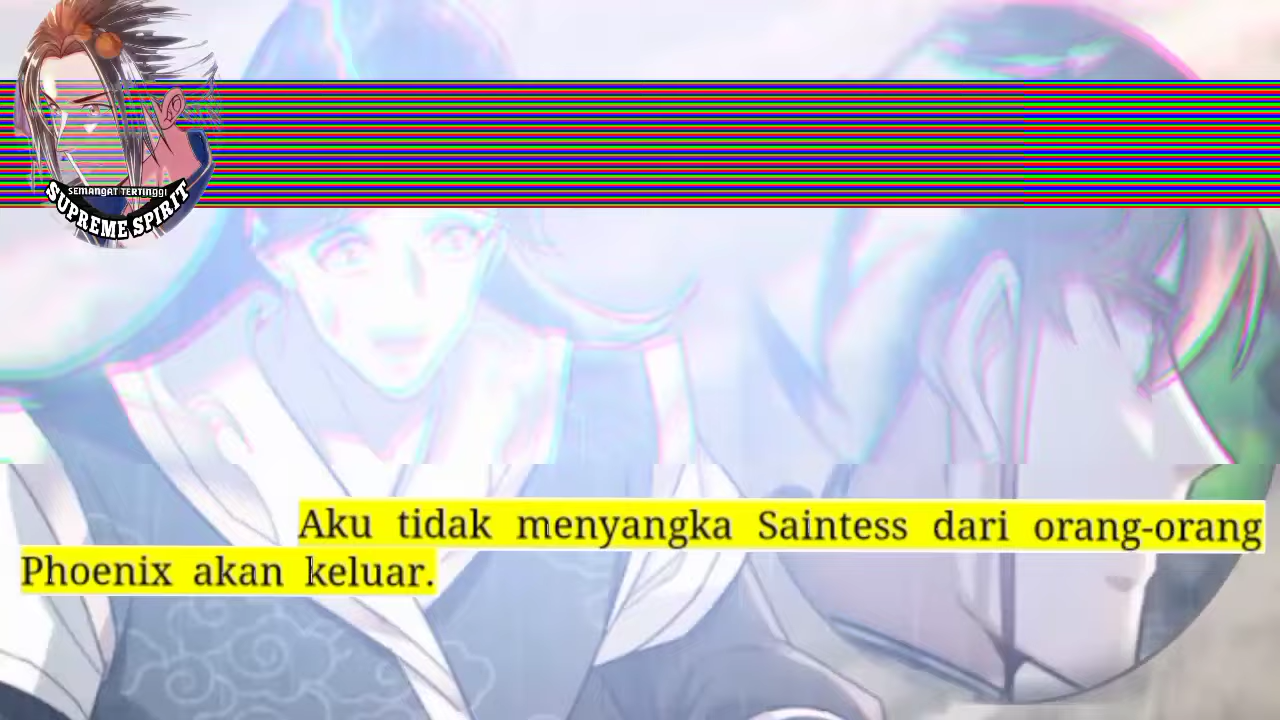 SEMANGAT TERTINGGI
SUPREME SPIRIT
Aku tidak menyangka Saintess dari orang-orang
Phoenix akan keluar.